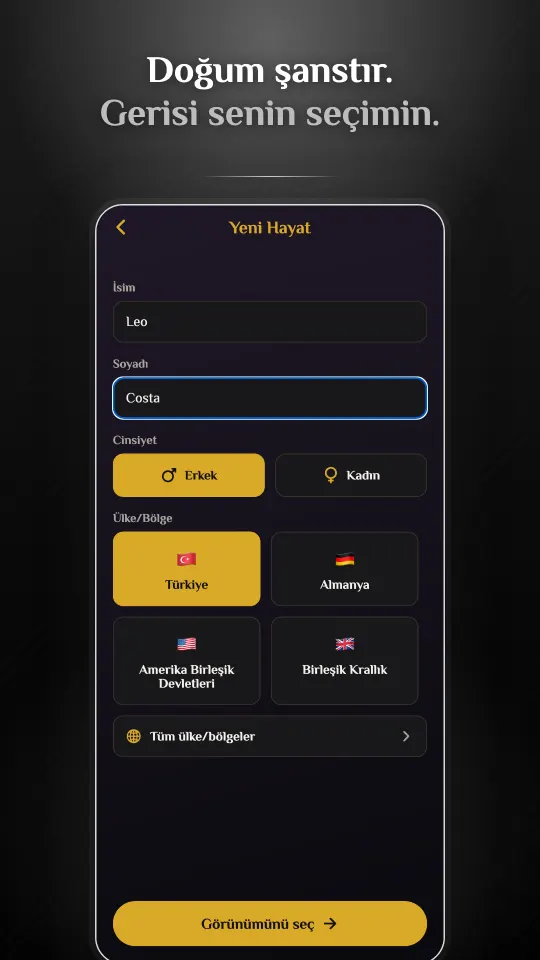 Doğum şanstır.
Gerisi senin seçimin.
Yeni Hayat
İsim
Leo
Soyadı
Costa
Cinsiyet
Erkek
Kadın
Ülke/Bölge
Türkiye
Almanya
Amerika Birleşik
Devletleri
Birleşik Krallık
Tüm ülke/bölgeler
Görünümünü seç